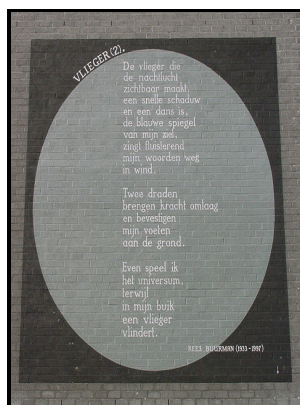 VLIEGER (2).
De vlieger die
de nachtlucht
zichtbaar maakt,
een snelle schaduw
en een dans is,
de blauwe spiegel
van mijn ziel,
zingt fluisterend
mijn woorden weg
in wind.
Twee draden
brengen kracht omlaag
en bevestigen
mijn voeten
aan de grond.
Even speel ik
het universum,
terwijl
in mijn buik
een vlieger
vlindert.
KEES BUURMAN (1933-1997)